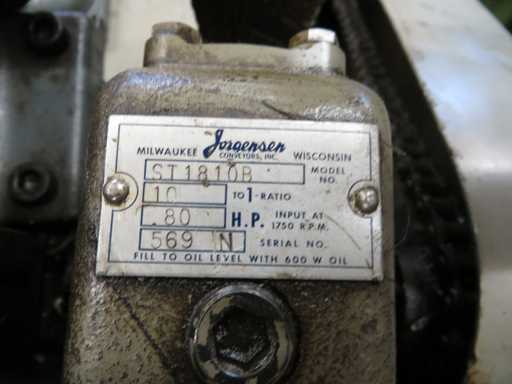 Jorgensen
MILWAUKEE CONVEYORS, INC. WISCONSIN
ST1810B MODEL NO.
10 TO 1-RATIO
.80 H.P. INPUT AT 1750 R.P.M.
569 N SERIAL NO.
FILL TO OIL LEVEL WITH 600 W OIL